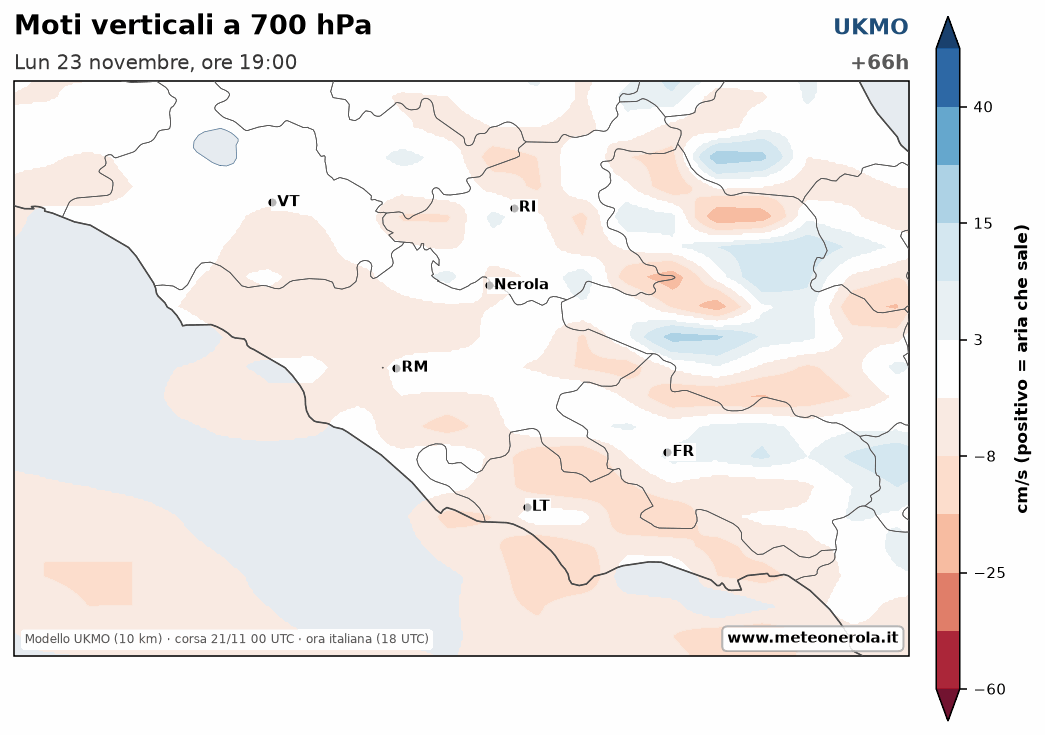 Moti verticali a 700 hPa
UKMO
Lun 23 novembre, ore 19:00
+66h
VT
RI
Nerola
RM
FR
LT
Modello UKMO (10 km) · corsa 21/11 00 UTC · ora italiana (18 UTC)
www.meteonerola.it
40
15
3
−8
−25
−60
cm/s (positivo = aria che sale)